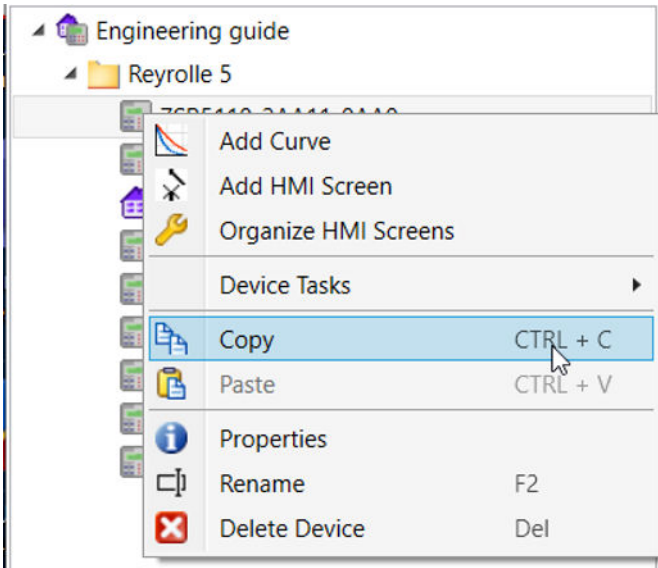 Engineering guide
Reyrolle 5
Add Curve
Add HMI Screen
Organize HMI Screens
Device Tasks
Copy CTRL + C
Paste CTRL + V
Properties
Rename F2
Delete Device Del